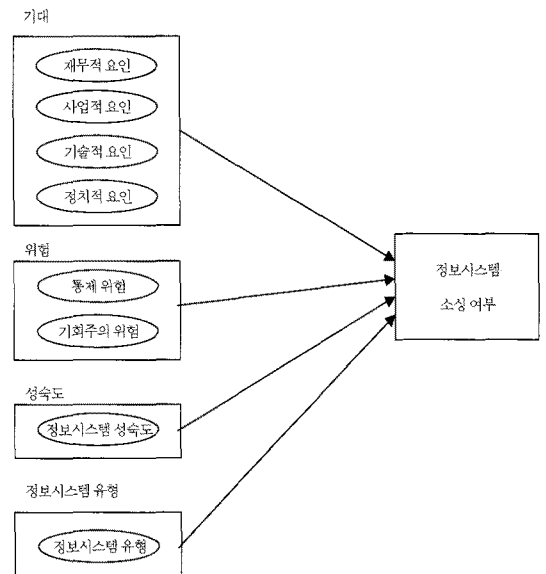 기대
재무적 요인
사업적 요인
기술적 요인
정치적 요인
위험
통제 위험
기회주의 위험
성숙도
정보시스템 성숙도
정보시스템 유형
정보시스템 유형
정보시스템
소싱 여부